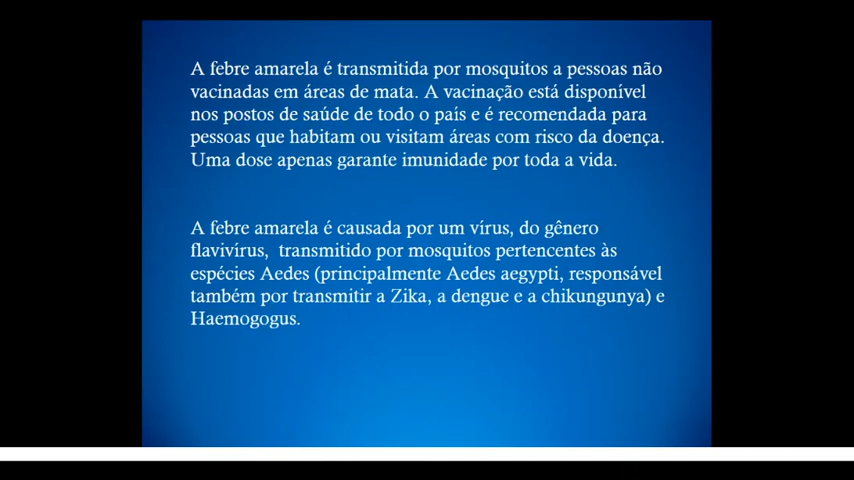 A febre amarela é transmitida por mosquitos a pessoas não
vacinadas em áreas de mata. A vacinação está disponível
nos postos de saúde de todo o país e é recomendada para
pessoas que habitam ou visitam áreas com risco da doença.
Uma dose apenas garante imunidade por toda a vida.
A febre amarela é causada por um vírus, do gênero
flavivírus, transmitido por mosquitos pertencentes às
espécies Aedes (principalmente Aedes aegypti, responsável
também por transmitir a Zika, a dengue e a chikungunya) e
Haemogogus.